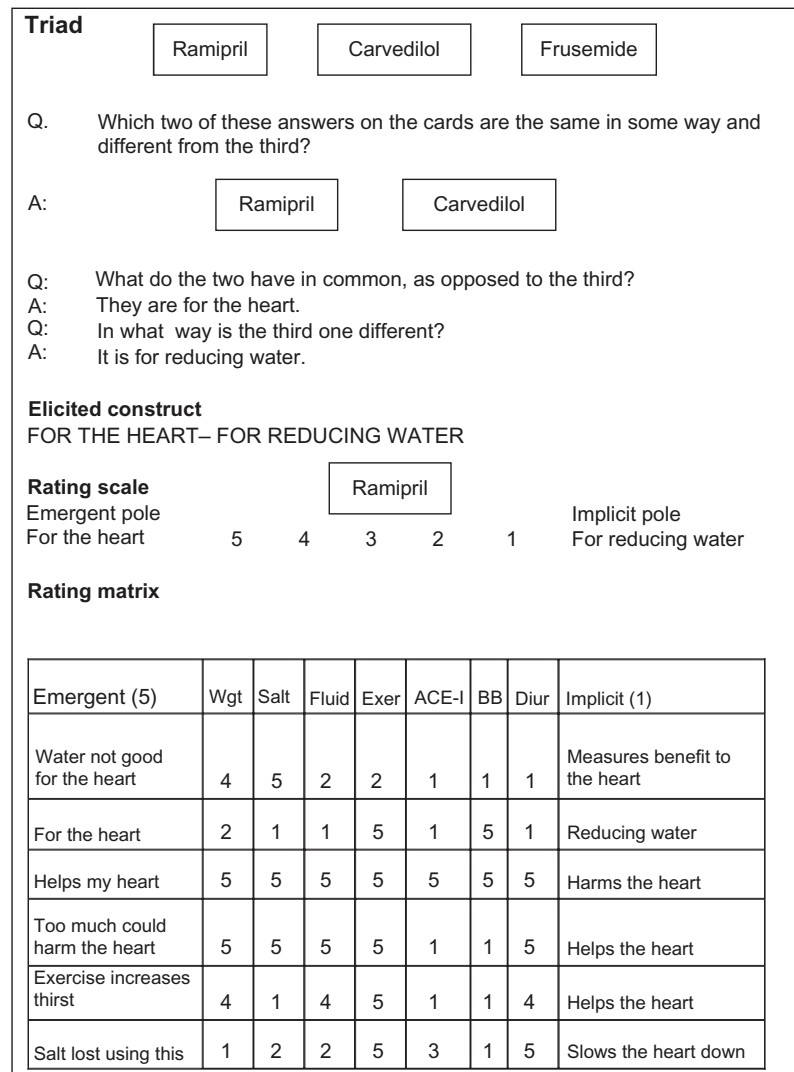 Triad
Ramipril Carvedilol Frusemide
Q. Which two of these answers on the cards are the same in some way and
different from the third?
A: Ramipril Carvedilol
Q: What do the two have in common, as opposed to the third?
A: They are for the heart.
Q: In what way is the third one different?
A: It is for reducing water.
Elicited construct
FOR THE HEART– FOR REDUCING WATER
Rating scale Ramipril
Emergent pole Implicit pole
For the heart 5 4 3 2 1 For reducing water
Rating matrix
Emergent (5) Wgt Salt Fluid Exer ACE-I BB Diur Implicit (1)
Water not good Measures benefit to
for the heart 4 5 2 2 1 1 1 the heart
For the heart 2 1 1 5 1 5 1 Reducing water
Helps my heart 5 5 5 5 5 5 5 Harms the heart
Too much could
harm the heart 5 5 5 5 1 1 5 Helps the heart
Exercise increases
thirst 4 1 4 5 1 1 4 Helps the heart
Salt lost using this 1 2 2 5 3 1 5 Slows the heart down